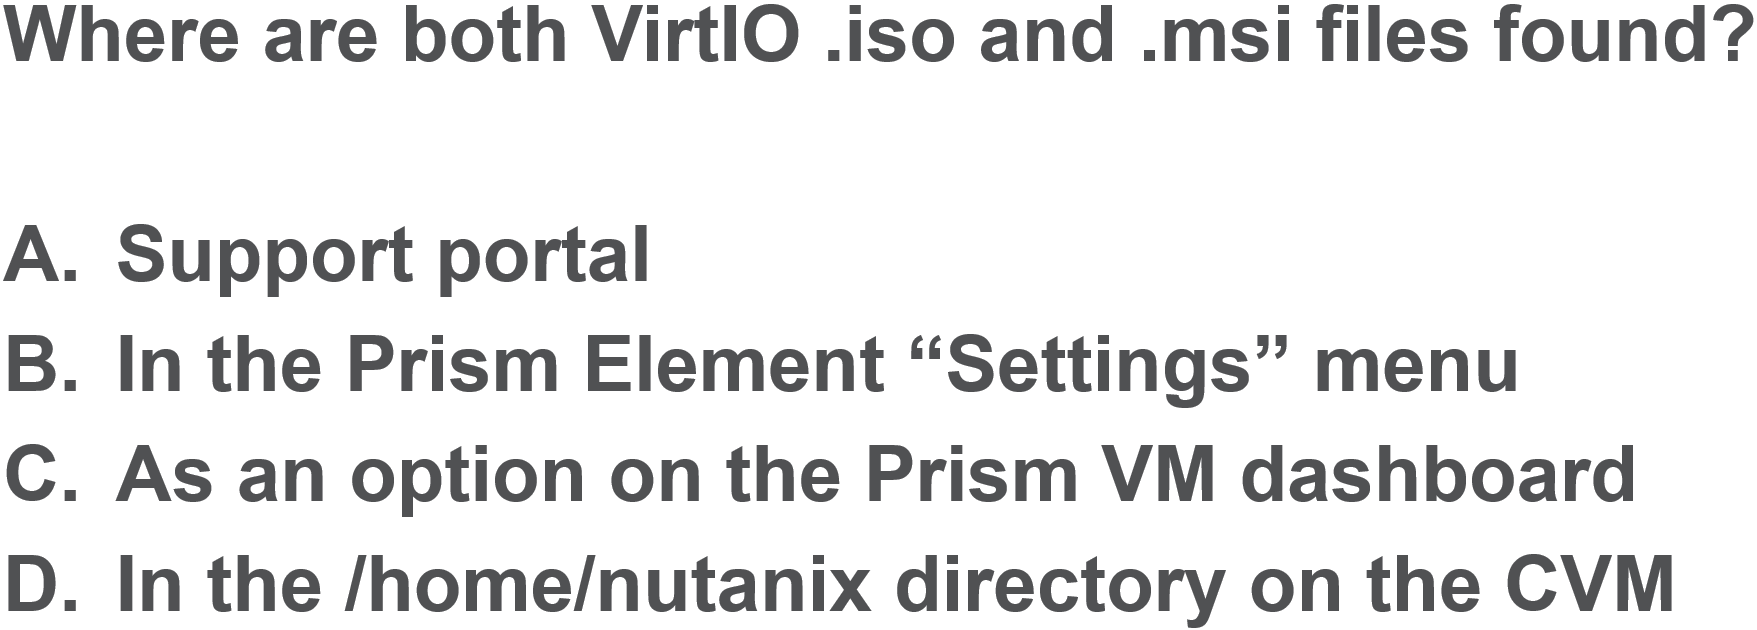 Where are both VirtIO .iso and .msi files found?
A. Support portal
B. In the Prism Element “Settings” menu
C. As an option on the Prism VM dashboard
D. In the /home/nutanix directory on the CVM